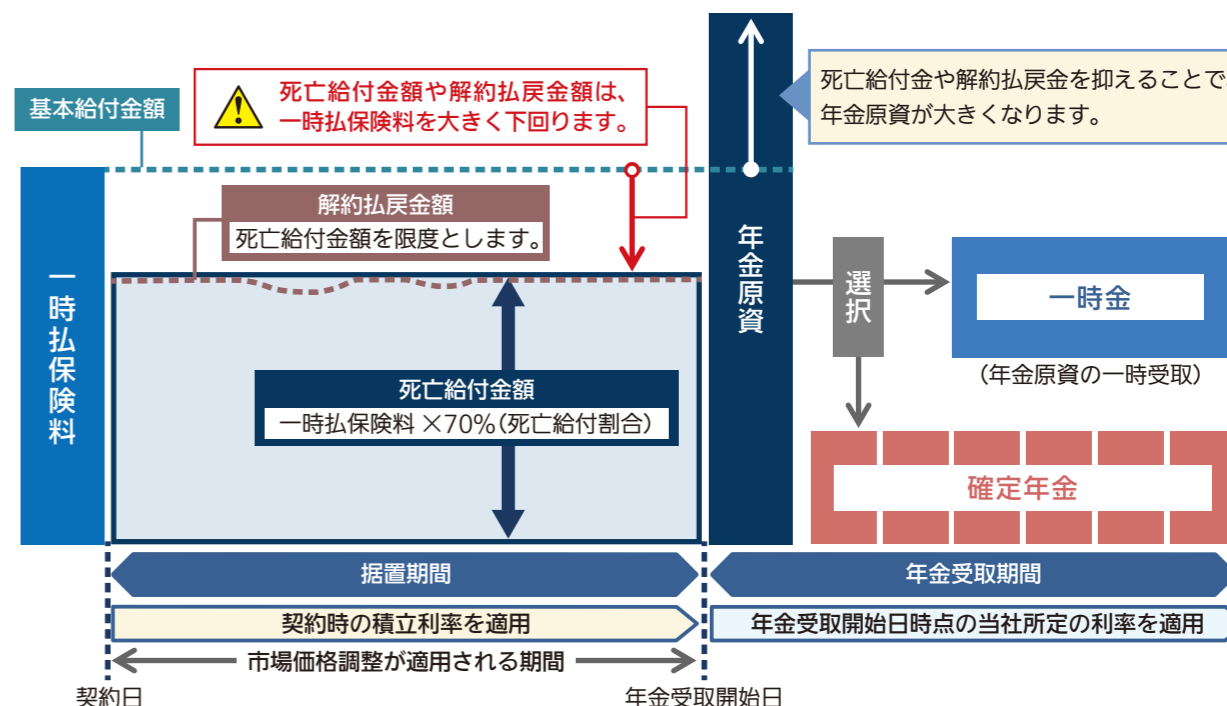 死亡給付金額や解約払戻金額は、
一時払保険料を大きく下回ります。
死亡給付金や解約払戻金を抑えることで
年金原資が大きくなります。
基本給付金額
解約払戻金額
死亡給付金額を限度とします。
一時払保険料
年金原資
選択
一時金
(年金原資の一時受取)
死亡給付金額
一時払保険料×70%(死亡給付割合)
確定年金
据置期間
年金受取期間
契約時の積立利率を適用
年金受取開始日時点の当社所定の利率を適用
市場価格調整が適用される期間
契約日
年金受取開始日